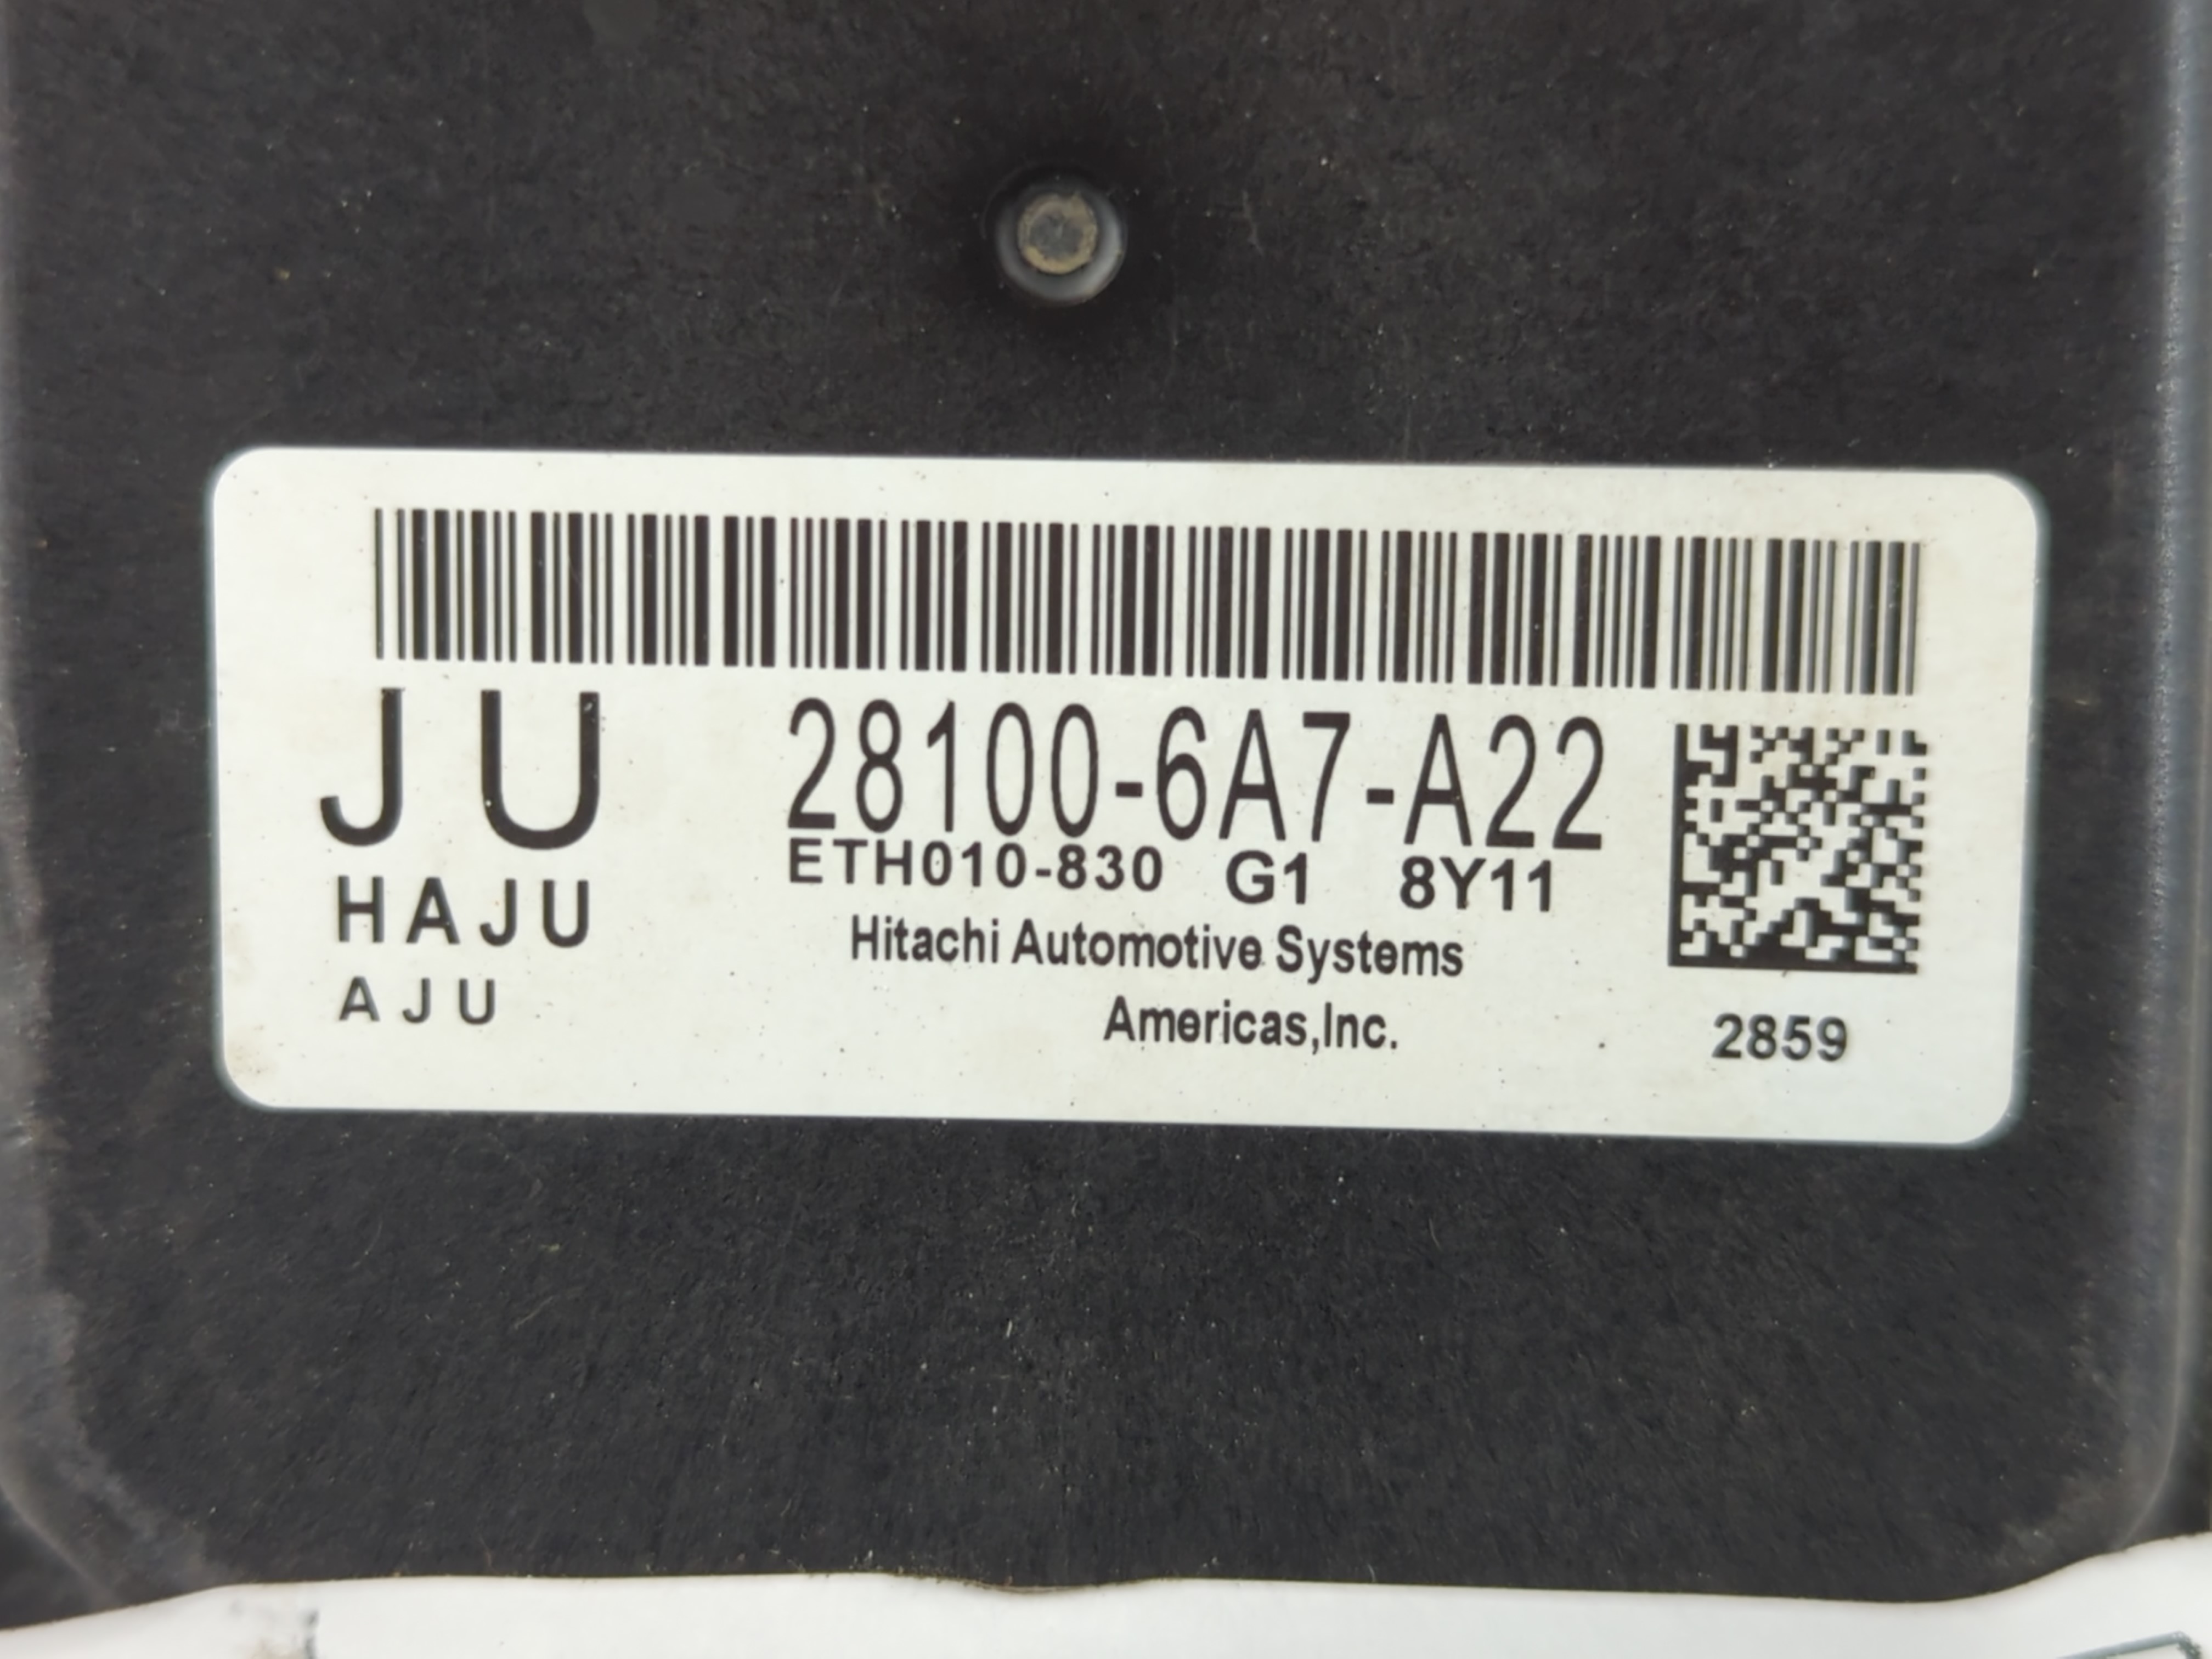 JU 28100-6A7-A22
HAJU ETH010-830 G1 8Y11
AJU Hitachi Automotive Systems
Americas,Inc. 2859